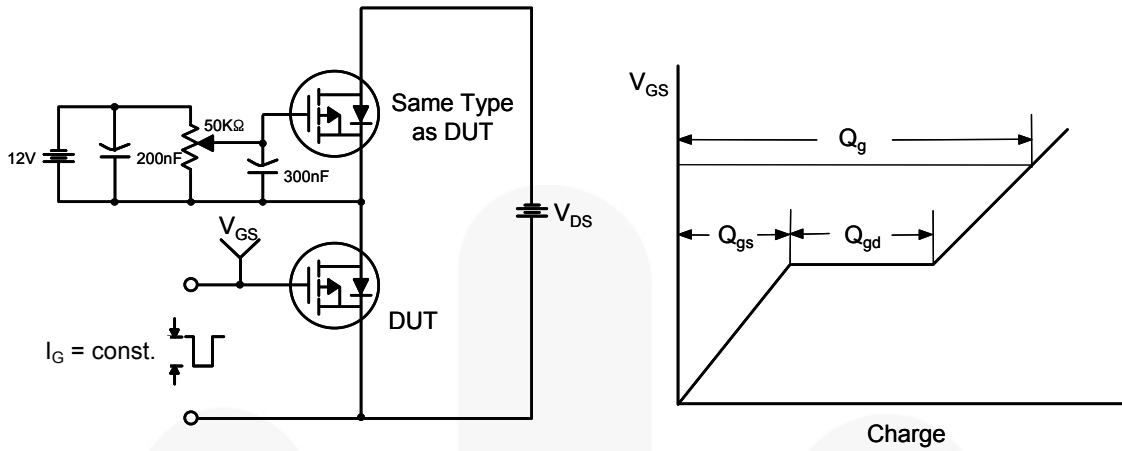 Same Type
as DUT
50KΩ
12V
200nF
300nF
V_GS
V_DS
DUT
I_G = const.
V_GS
Q_g
Q_gs
Q_gd
Charge